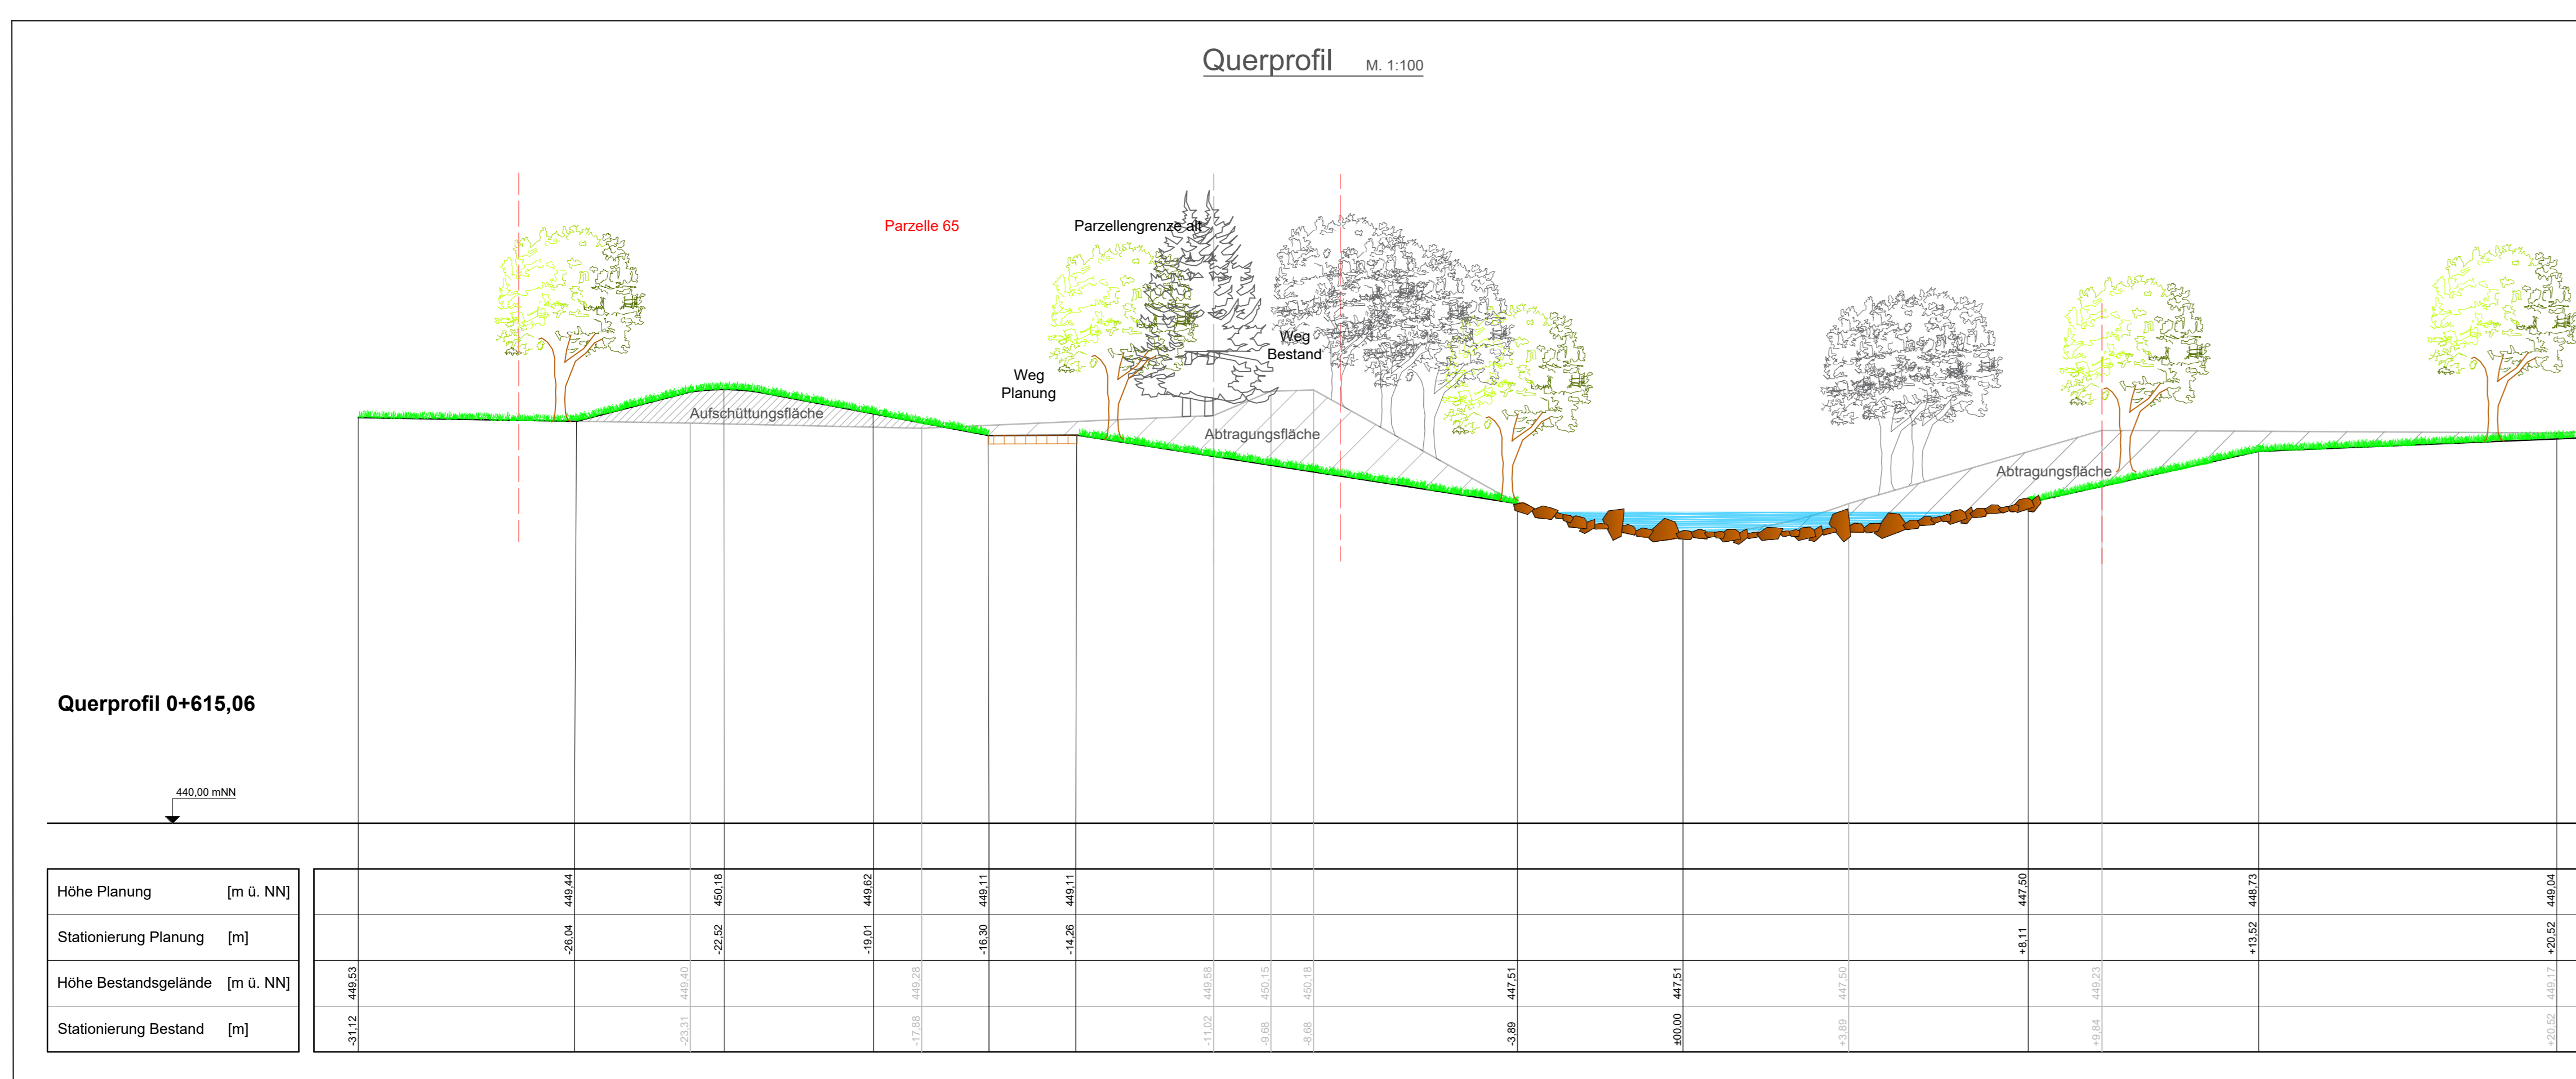 Querprofil M. 1:100
Parzelle 65
Parzellengrenze alt
Weg
Bestand
Weg
Planung
Aufschüttungsfläche
Abtragungsfläche
Abtragungsfläche
Querprofil 0+615,06
440,00 mNN
Höhe Planung [m ü. NN] 449,44 450,18 449,62 449,11 449,11 447,50 448,73 449,04
Stationierung Planung [m] -26,04 -22,52 -19,01 -16,30 -14,26 +8,11 +13,52 +20,52
Höhe Bestandsgelände [m ü. NN] 449,53 449,40 449,28 449,58 450,15 450,18 447,51 447,51 447,50 449,23 449,17
Stationierung Bestand [m] -31,12 -23,31 -17,88 -11,02 -9,68 -8,68 -3,89 ±00,00 +3,89 +9,84 +20,52